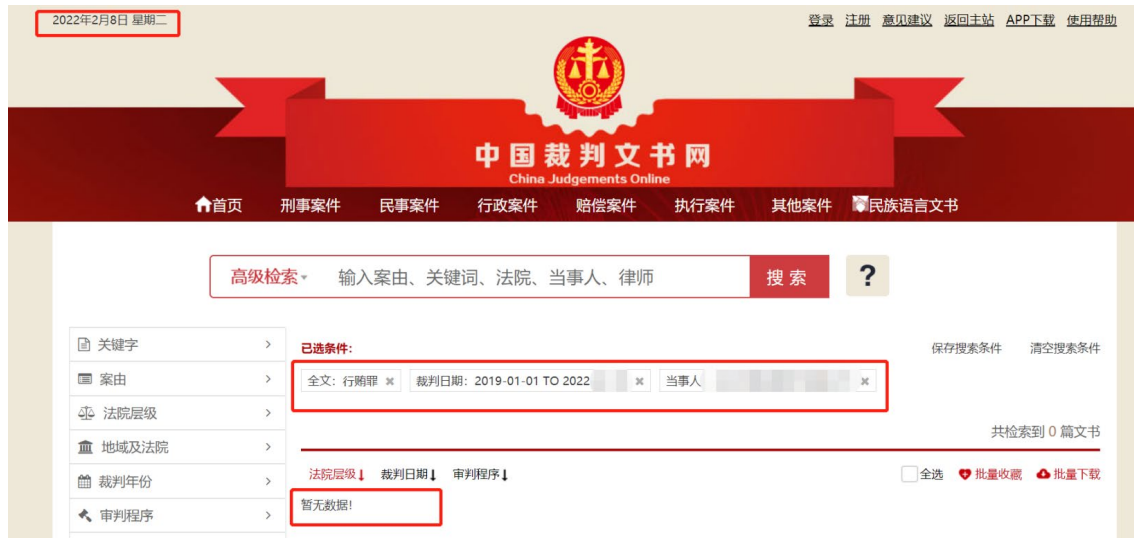 2022年2月8日 星期二
登录 注册 意见建议 返回主站 APP下载 使用帮助
中国裁判文书网
China Judgements Online
首页 刑事案件 民事案件 行政案件 赔偿案件 执行案件 其他案件 民族语言文书
高级检索 输入案由、关键词、法院、当事人、律师 搜索 ?
关键字
案由
法院层级
地域及法院
裁判年份
审判程序
已选条件:
保存搜索条件 清空搜索条件
全文: 行贿罪 × 裁判日期: 2019-01-01 TO 2022 × 当事人 ×
共检索到 0 篇文书
法院层级 裁判日期 审判程序
全选 批量收藏 批量下载
暂无数据!